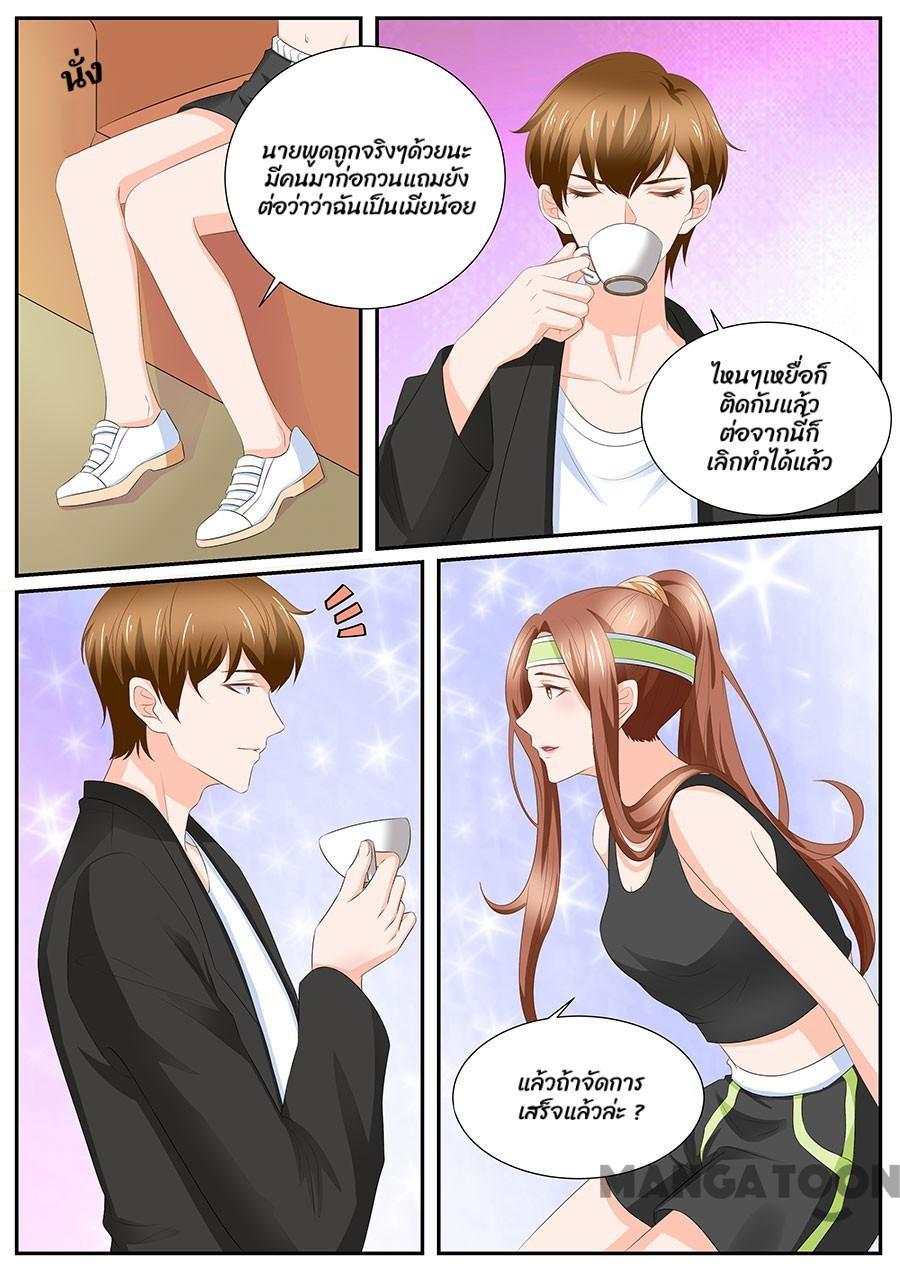 นั่ง
นายพูดถูกจริงๆด้วยนะ
มีคนมาก่อกวนแถมยัง
ต่อว่าว่าฉันเป็นเมียน้อย
ไหนๆเหยื่อก็
ติดกับแล้ว
ต่อจากนี้ก็
เลิกทำได้แล้ว
แล้วถ้าจัดการ
เสร็จแล้วล่ะ ?
MANGATOON